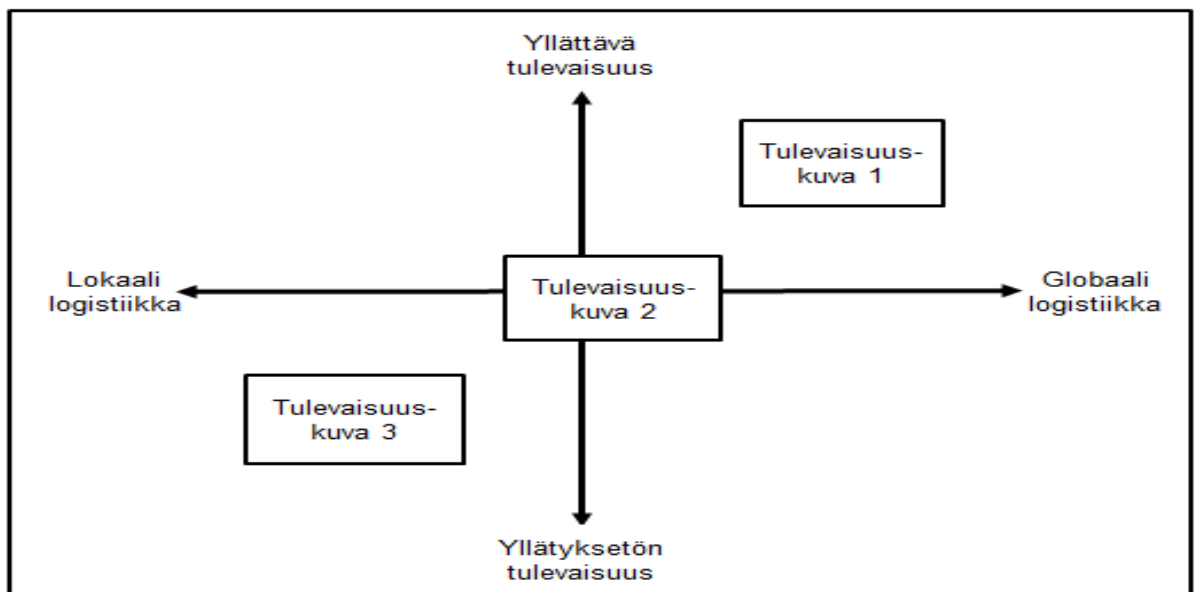 Yllättävä
tulevaisuus
Tulevaisuus-
kuva 1
Lokaali
logistiikka
Tulevaisuus-
kuva 2
Globaali
logistiikka
Tulevaisuus-
kuva 3
Yllätyksetön
tulevaisuus